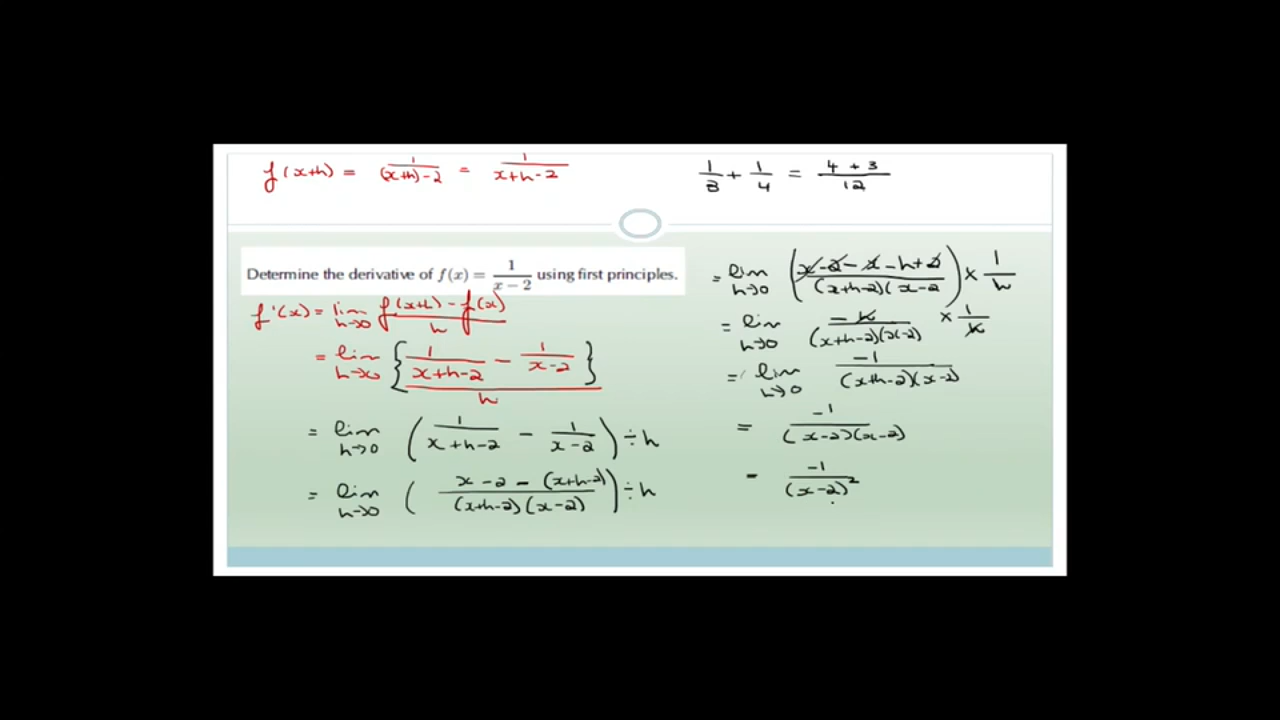 f(x+h) = 1/((x+h)-2) = 1/(x+h-2)
1/3 + 1/4 = (4+3)/12
Determine the derivative of f(x) = 1/(x − 2) using first principles.
f'(x) = lim h→0 (f(x+h) - f(x))/h
= lim h→0 {1/(x+h-2) - 1/(x-2)}/h
= lim h→0 (1/(x+h-2) - 1/(x-2)) ÷ h
= lim h→0 ((x-2-(x+h-2))/((x+h-2)(x-2))) ÷ h
= lim h→0 ((x-2-x-h+2)/((x+h-2)(x-2)) × 1/h
= lim h→0 -h/((x+h-2)(x-2)) × 1/h
= lim h→0 -1/((x+h-2)(x-2))
= -1/((x-2)(x-2))
= -1/(x-2)²